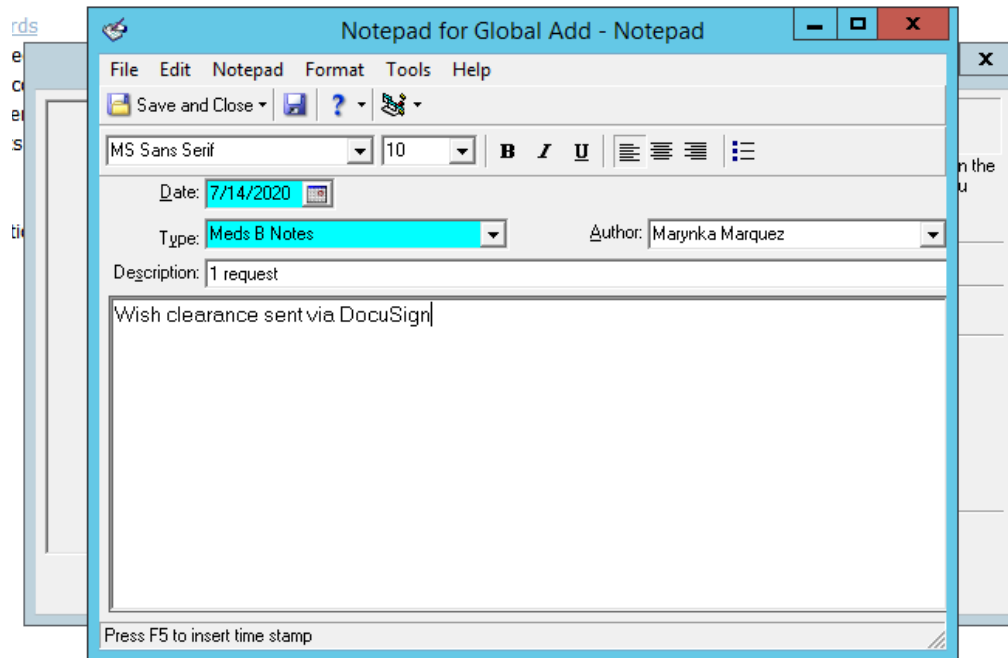 rds
Notepad for Global Add - Notepad
File Edit Notepad Format Tools Help
Save and Close
MS Sans Serif 10 B I U
n the
u
Date: 7/14/2020
Type: Meds B Notes Author: Marynka Marquez
Description: 1 request
Wish clearance sent via DocuSign
Press F5 to insert time stamp